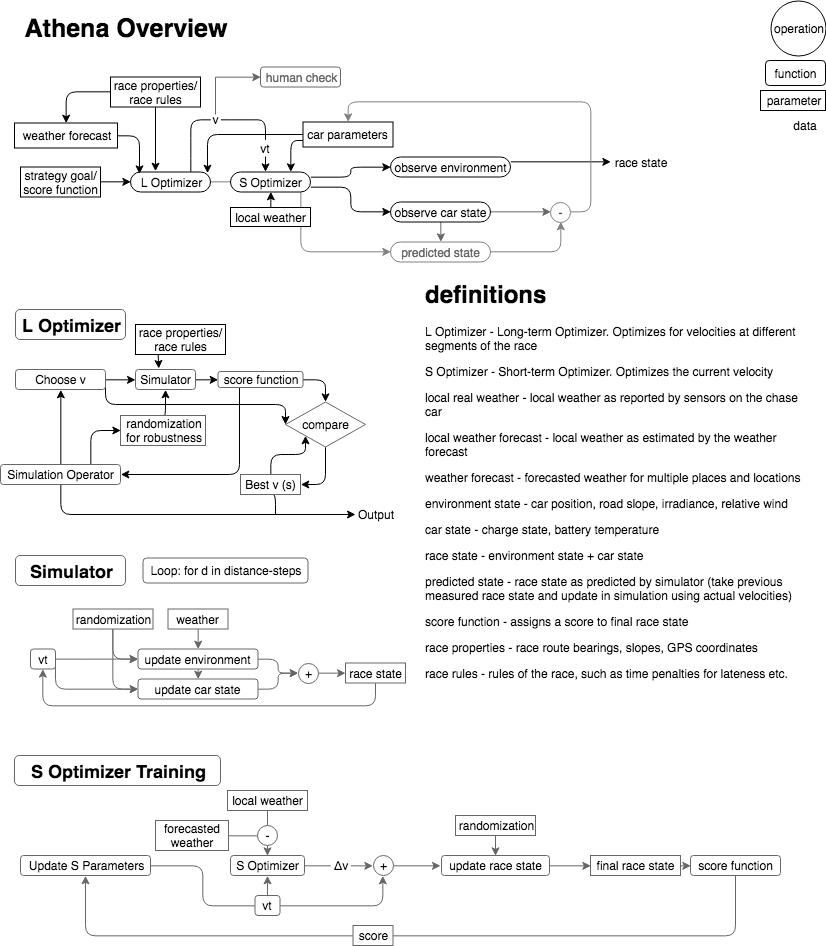 Athena Overview
operation
function
parameter
data
human check
race properties/
race rules
v
weather forecast
car parameters
vt
strategy goal/
score function
L Optimizer
S Optimizer
observe environment
race state
local weather
observe car state
-
predicted state
definitions
L Optimizer - Long-term Optimizer. Optimizes for velocities at different
segments of the race
S Optimizer - Short-term Optimizer. Optimizes the current velocity
local real weather - local weather as reported by sensors on the chase
car
local weather forecast - local weather as estimated by the weather
forecast
weather forecast - forecasted weather for multiple places and locations
environment state - car position, road slope, irradiance, relative wind
car state - charge state, battery temperature
race state - environment state + car state
predicted state - race state as predicted by simulator (take previous
measured race state and update in simulation using actual velocities)
score function - assigns a score to final race state
race properties - race route bearings, slopes, GPS coordinates
race rules - rules of the race, such as time penalties for lateness etc.
L Optimizer
race properties/
race rules
Choose v
Simulator
score function
randomization
for robustness
compare
Simulation Operator
Best v (s)
Output
Simulator
Loop: for d in distance-steps
randomization
weather
vt
update environment
+
race state
update car state
S Optimizer Training
local weather
forecasted
weather
-
randomization
Update S Parameters
S Optimizer
Δv
+
update race state
final race state
score function
vt
score